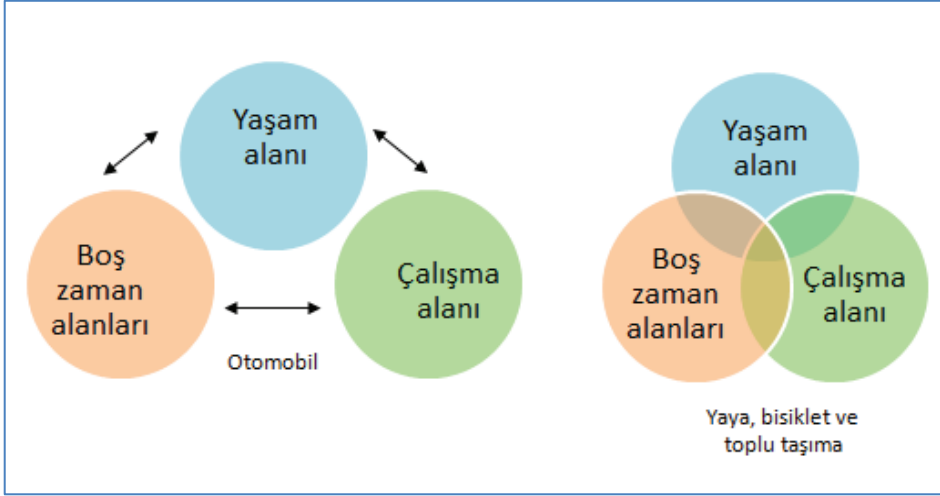 Yaşam
alanı
Boş
zaman
alanları
Çalışma
alanı
Otomobil
Yaşam
alanı
Boş
zaman
alanları
Çalışma
alanı
Yaya, bisiklet ve
toplu taşıma